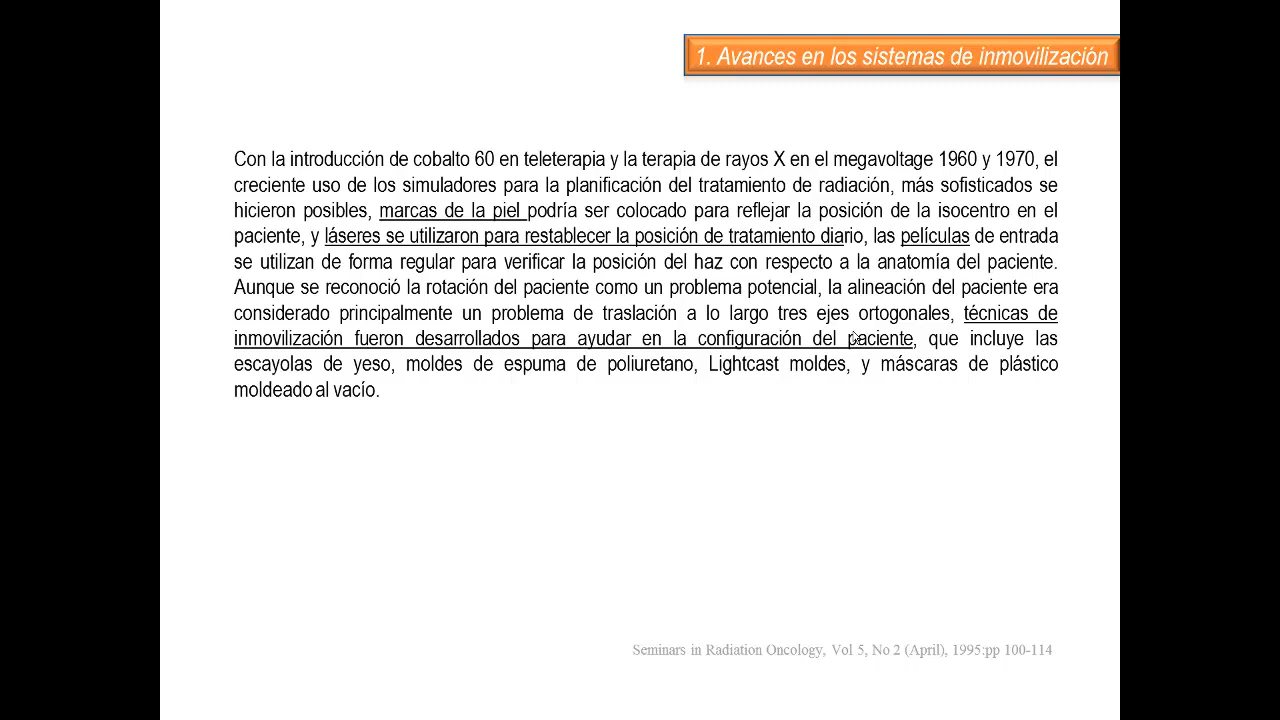 1. Avances en los sistemas de inmovilización
Con la introducción de cobalto 60 en teleterapia y la terapia de rayos X en el megavoltage 1960 y 1970, el
creciente uso de los simuladores para la planificación del tratamiento de radiación, más sofisticados se
hicieron posibles, marcas de la piel podría ser colocado para reflejar la posición de la isocentro en el
paciente, y láseres se utilizaron para restablecer la posición de tratamiento diario, las películas de entrada
se utilizan de forma regular para verificar la posición del haz con respecto a la anatomía del paciente.
Aunque se reconoció la rotación del paciente como un problema potencial, la alineación del paciente era
considerado principalmente un problema de traslación a lo largo tres ejes ortogonales, técnicas de
inmovilización fueron desarrollados para ayudar en la configuración del paciente, que incluye las
escayolas de yeso, moldes de espuma de poliuretano, Lightcast moldes, y máscaras de plástico
moldeado al vacío.
Seminars in Radiation Oncology, Vol 5, No 2 (April), 1995:pp 100-114